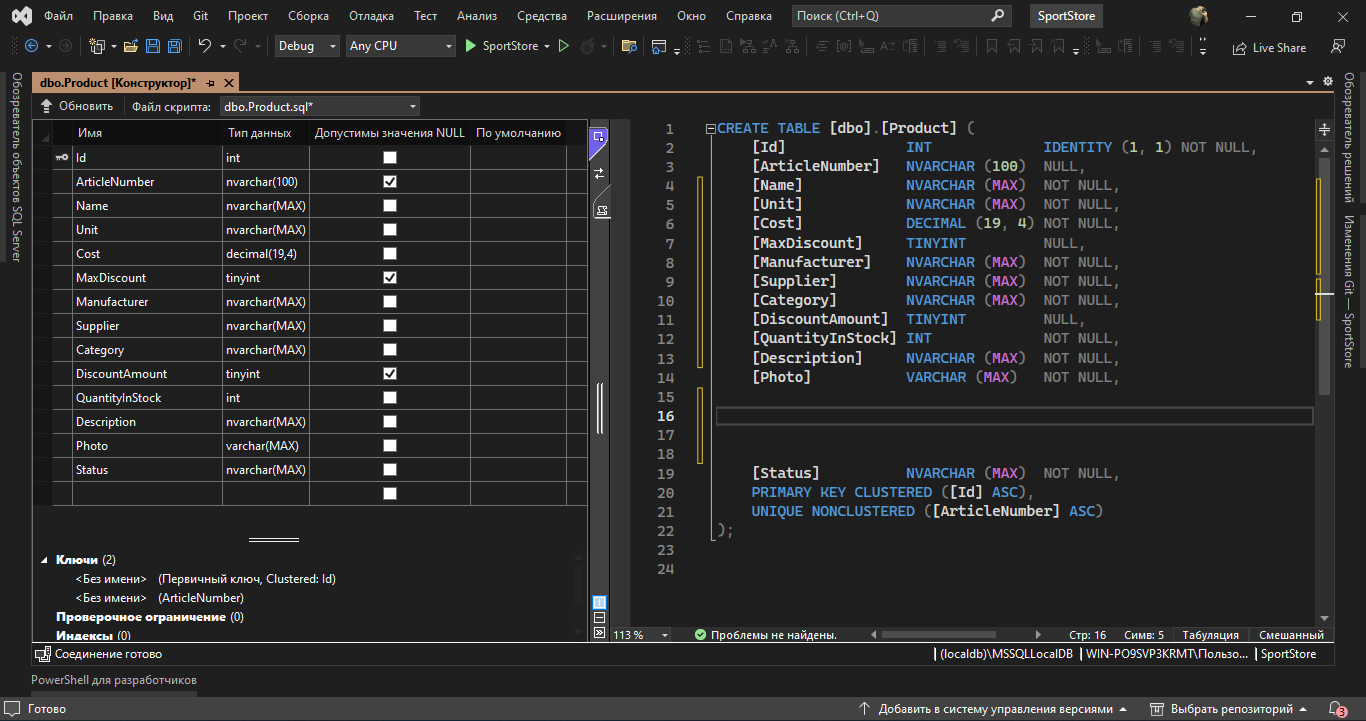 Файл Правка Вид Git Проект Сборка Отладка Тест Анализ Средства Расширения Окно Справка Поиск (Ctrl+Q) SportStore
Debug Any CPU SportStore Live Share
dbo.Product [Конструктор]*
Обновить Файл скрипта: dbo.Product.sql*
Обозреватель объектов SQL Server
Имя Тип данных Допустимы значения NULL По умолчанию
Id int
ArticleNumber nvarchar(100)
Name nvarchar(MAX)
Unit nvarchar(MAX)
Cost decimal(19,4)
MaxDiscount tinyint
Manufacturer nvarchar(MAX)
Supplier nvarchar(MAX)
Category nvarchar(MAX)
DiscountAmount tinyint
QuantityInStock int
Description nvarchar(MAX)
Photo varchar(MAX)
Status nvarchar(MAX)
Ключи (2)
<Без имени> (Первичный ключ, Clustered: Id)
<Без имени> (ArticleNumber)
Проверочное ограничение (0)
Индексы (0)
1 CREATE TABLE [dbo].[Product] (
2 [Id] INT IDENTITY (1, 1) NOT NULL,
3 [ArticleNumber] NVARCHAR (100) NULL,
4 [Name] NVARCHAR (MAX) NOT NULL,
5 [Unit] NVARCHAR (MAX) NOT NULL,
6 [Cost] DECIMAL (19, 4) NOT NULL,
7 [MaxDiscount] TINYINT NULL,
8 [Manufacturer] NVARCHAR (MAX) NOT NULL,
9 [Supplier] NVARCHAR (MAX) NOT NULL,
10 [Category] NVARCHAR (MAX) NOT NULL,
11 [DiscountAmount] TINYINT NULL,
12 [QuantityInStock] INT NOT NULL,
13 [Description] NVARCHAR (MAX) NOT NULL,
14 [Photo] VARCHAR (MAX) NOT NULL,
15
16
17
18
19 [Status] NVARCHAR (MAX) NOT NULL,
20 PRIMARY KEY CLUSTERED ([Id] ASC),
21 UNIQUE NONCLUSTERED ([ArticleNumber] ASC)
22 );
23
24
113 % Проблемы не найдены. Стр: 16 Симв: 5 Табуляция Смешанный
Обозреватель решений
Изменения Git — SportStore
Соединение готово (localdb)\MSSQLLocalDB WIN-PO9SVP3KRMT\Пользо... SportStore
PowerShell для разработчиков
Готово Добавить в систему управления версиями Выбрать репозиторий 3